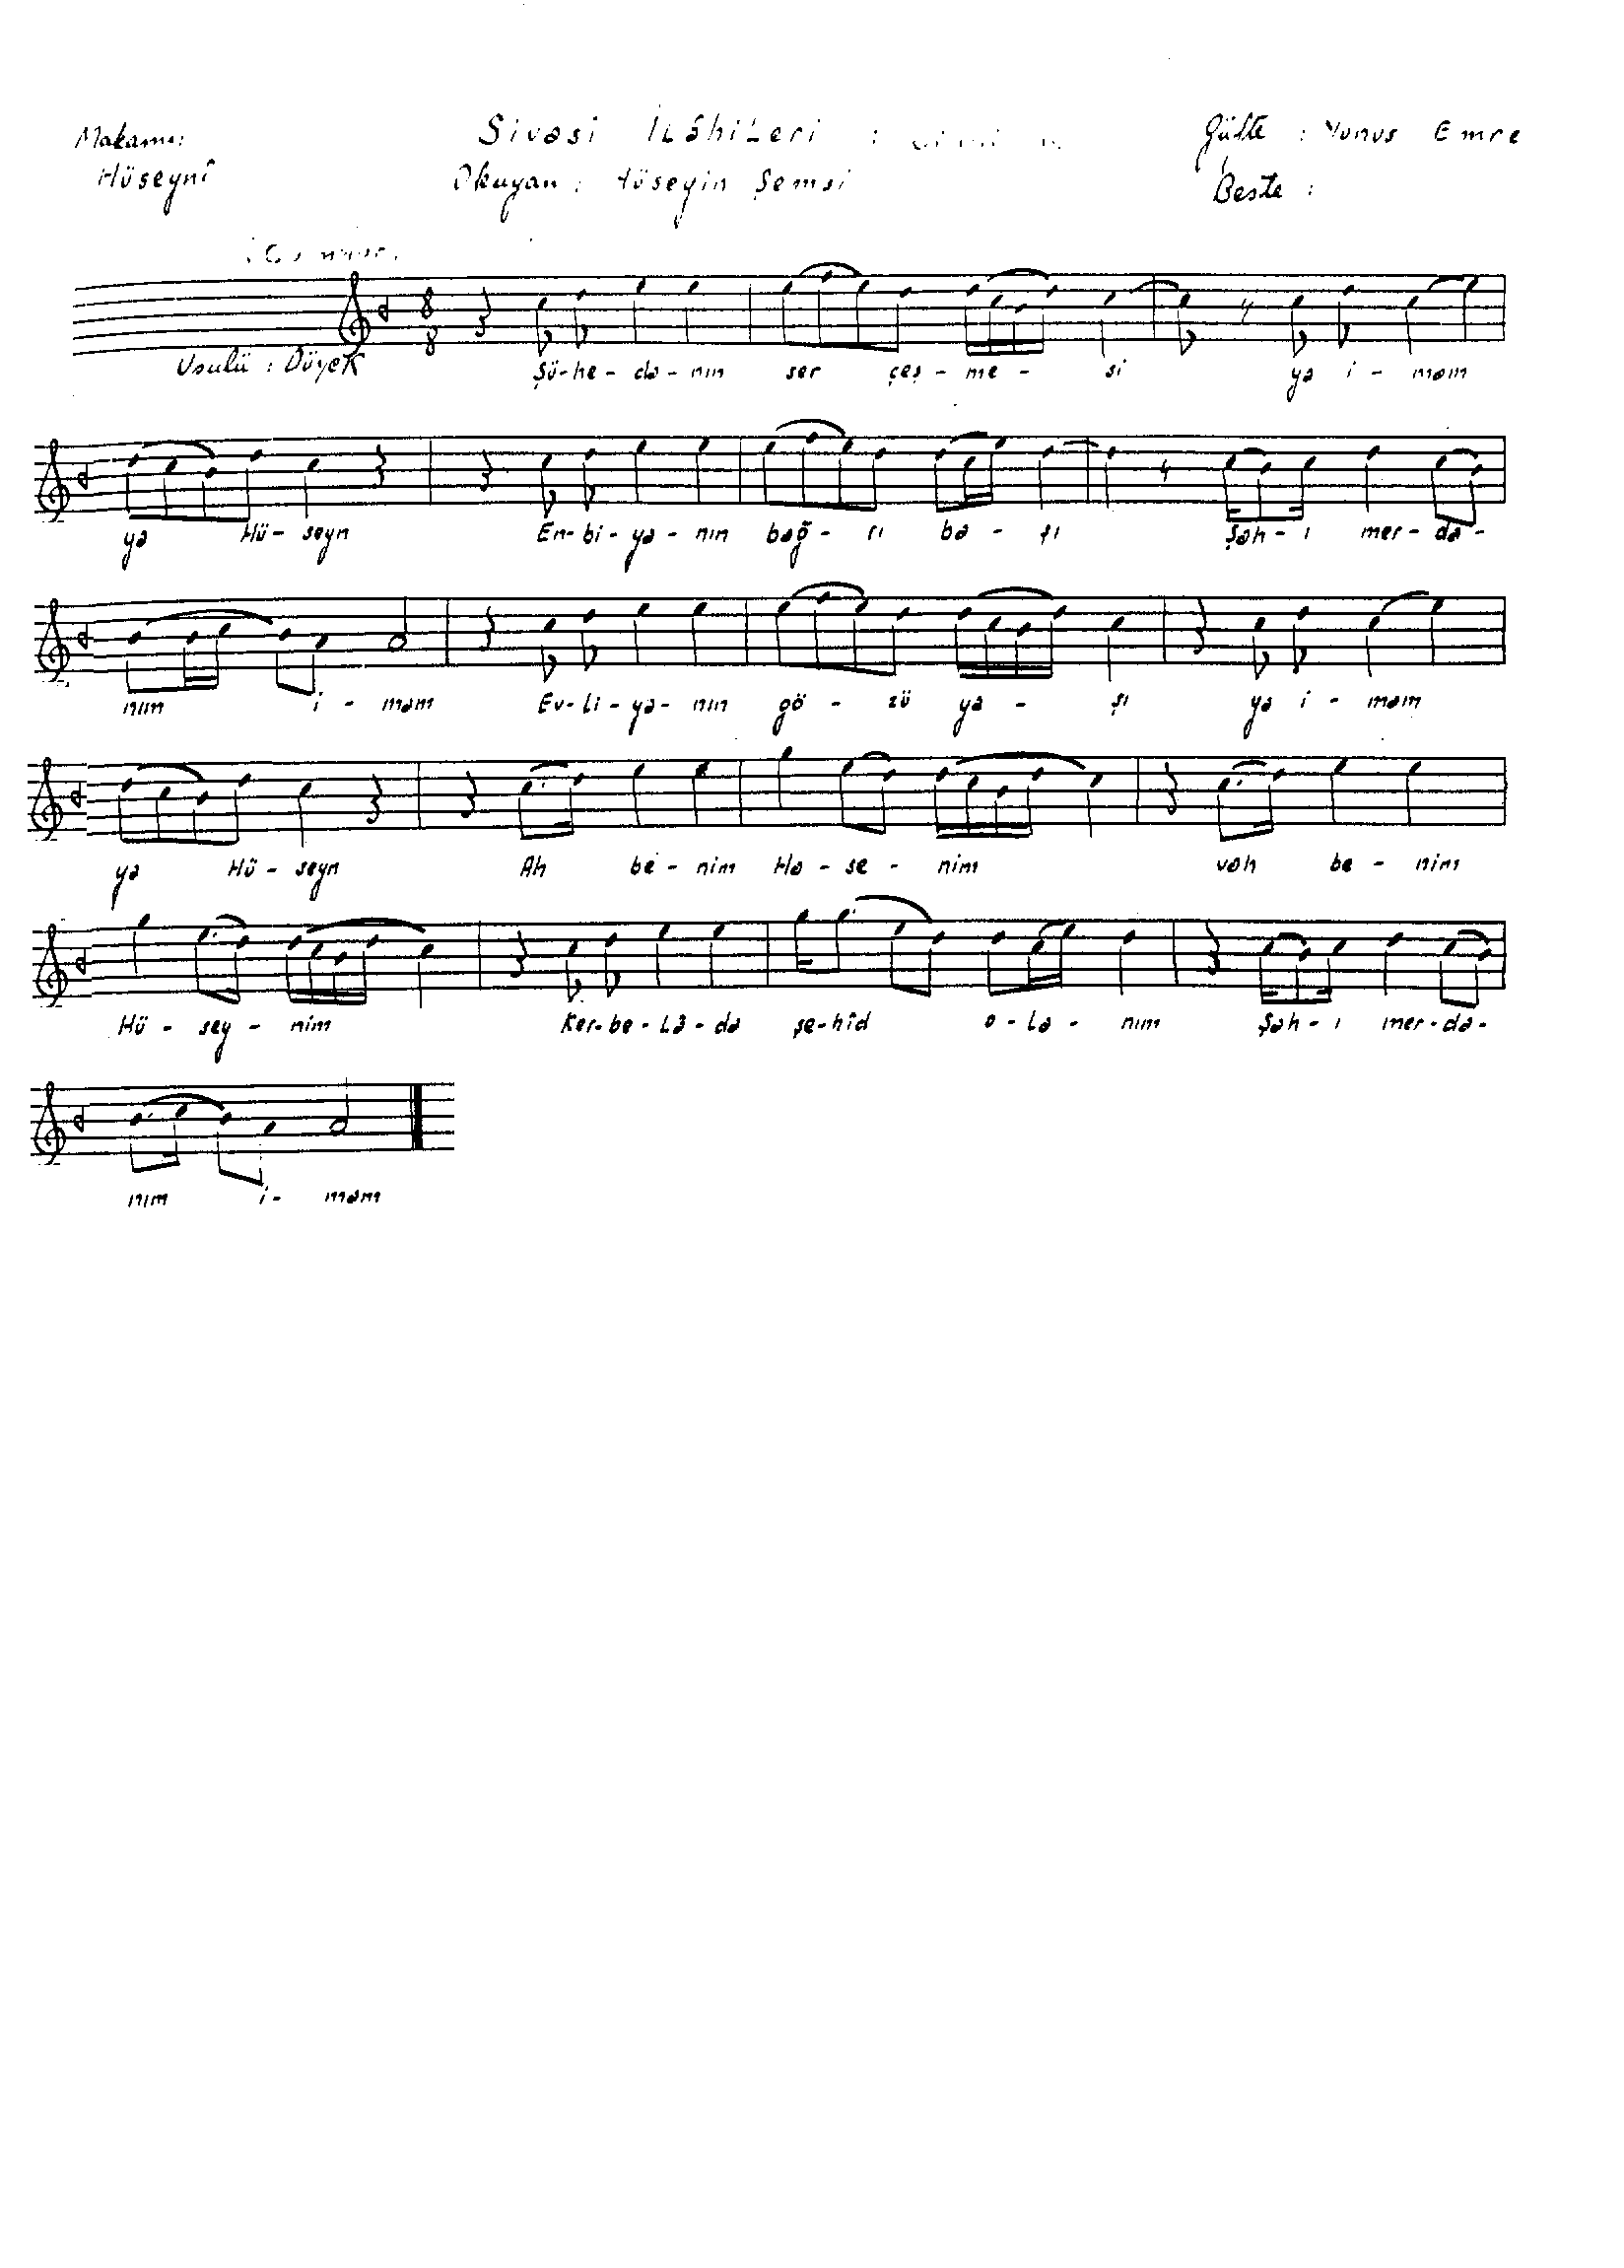 Makamı: Sivasi İLâhiLeri : Güfte : Yunus Emre
Hüseynî Okuyan : Hüseyin Şemsi Beste :
8
8
Usulü : Düyek
Şü-he-da-nın ser çeş-me- si ya i- mam
ya Hü- seyn En-bi-ya-nın bağ- rı ba- şı Şah-ı mer-da-
nım i- mam Ev-li-ya-nın gö- zü ya- şı ya i- mam
ya Hü- seyn Ah be- nim Ha-se- nim vah be- nim
Hü- sey- nim Ker-be-Lâ-da şe-hîd o-La- nım Şah-ı mer-da-
nım i- mam